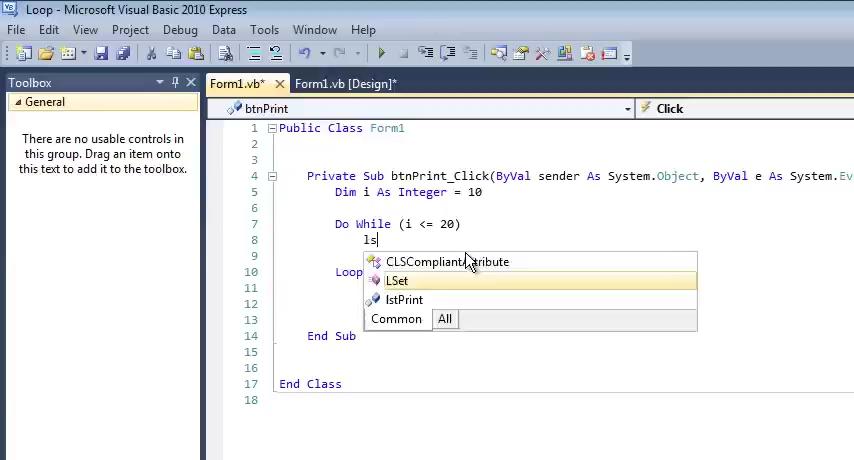 Loop - Microsoft Visual Basic 2010 Express
File Edit View Project Debug Data Tools Window Help
Toolbox
Form1.vb* Form1.vb [Design]*
General
btnPrint Click
There are no usable controls in
this group. Drag an item onto
this text to add it to the toolbox.
1 Public Class Form1
2
3
4 Private Sub btnPrint_Click(ByVal sender As System.Object, ByVal e As System.Ev
5 Dim i As Integer = 10
6
7 Do While (i <= 20)
8 ls
9
CLSCompliantAttribute
10 Loop
LSet
11
lstPrint
12
Common All
13
14 End Sub
15
16
17 End Class
18